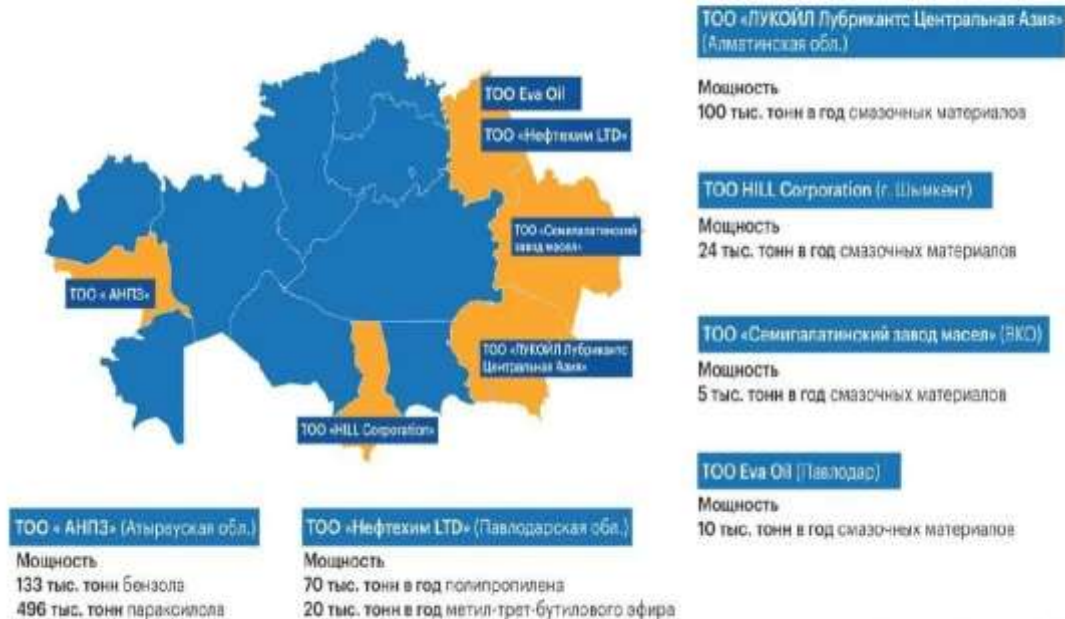 ТОО Eva Oil
ТОО «Нефтехим LTD»
ТОО «Семипалатинский
завод масел»
ТОО « АНПЗ»
ТОО «ЛУКОЙЛ Лубрикантс
Центральная Азия»
ТОО «HILL Corporation»
ТОО «ЛУКОЙЛ Лубрикантс Центральная Азия»
(Алматинская обл.)
Мощность
100 тыс. тонн в год смазочных материалов
ТОО HILL Corporation (г. Шымкент)
Мощность
24 тыс. тонн в год смазочных материалов
ТОО «Семипалатинский завод масел» (ВКО)
Мощность
5 тыс. тонн в год смазочных материалов
ТОО Eva Oil (Павлодар)
Мощность
10 тыс. тонн в год смазочных материалов
ТОО « АНПЗ» (Атырауская обл.)
Мощность
133 тыс. тонн бензола
496 тыс. тонн параксилола
ТОО «Нефтехим LTD» (Павлодарская обл.)
Мощность
70 тыс. тонн в год полипропилена
20 тыс. тонн в год метил-трет-бутилового эфира